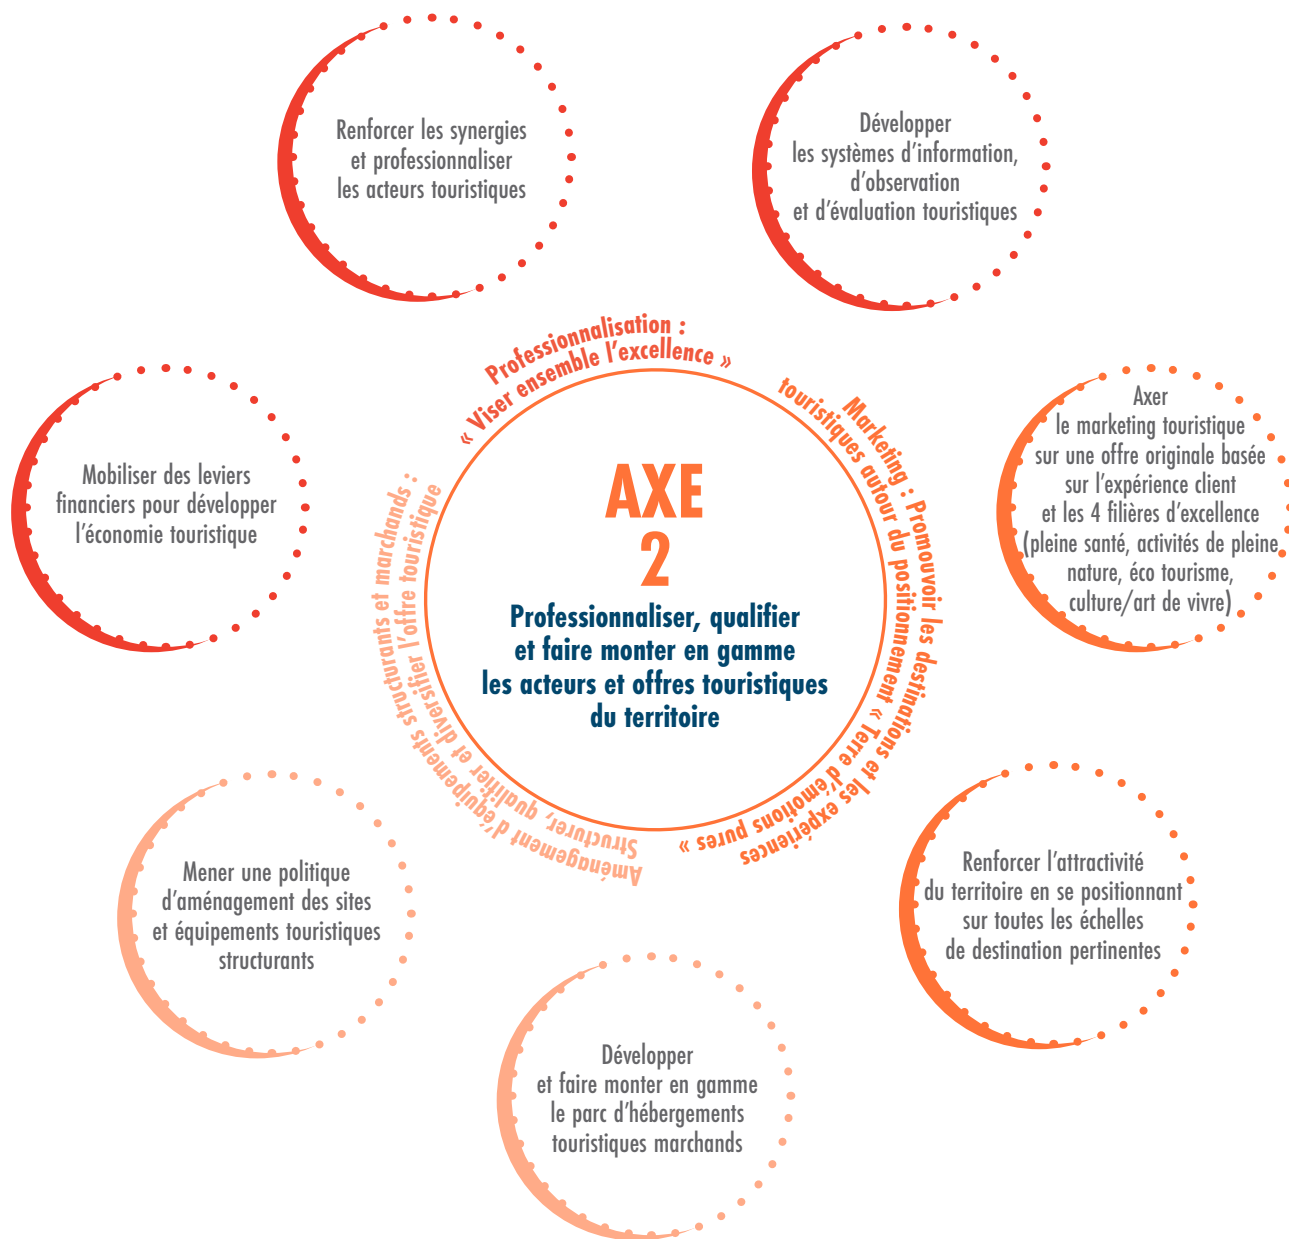 Renforcer les synergies
et professionnaliser
les acteurs touristiques
Développer
les systèmes d’information,
d’observation
et d’évaluation touristiques
Mobiliser des leviers
financiers pour développer
l’économie touristique
Professionnalisation :
« Viser ensemble l’excellence »
Marketing : Promouvoir les destinations et les expériences
touristiques autour du positionnement « Terre d’émotions pures »
Aménagement d’équipements structurants et marchands :
Structurer, qualifier et diversifier l’offre touristique
AXE
2
Professionnaliser, qualifier
et faire monter en gamme
les acteurs et offres touristiques
du territoire
Axer
le marketing touristique
sur une offre originale basée
sur l’expérience client
et les 4 filières d’excellence
(pleine santé, activités de pleine
nature, éco tourisme,
culture/art de vivre)
Mener une politique
d’aménagement des sites
et équipements touristiques
structurants
Renforcer l’attractivité
du territoire en se positionnant
sur toutes les échelles
de destination pertinentes
Développer
et faire monter en gamme
le parc d’hébergements
touristiques marchands